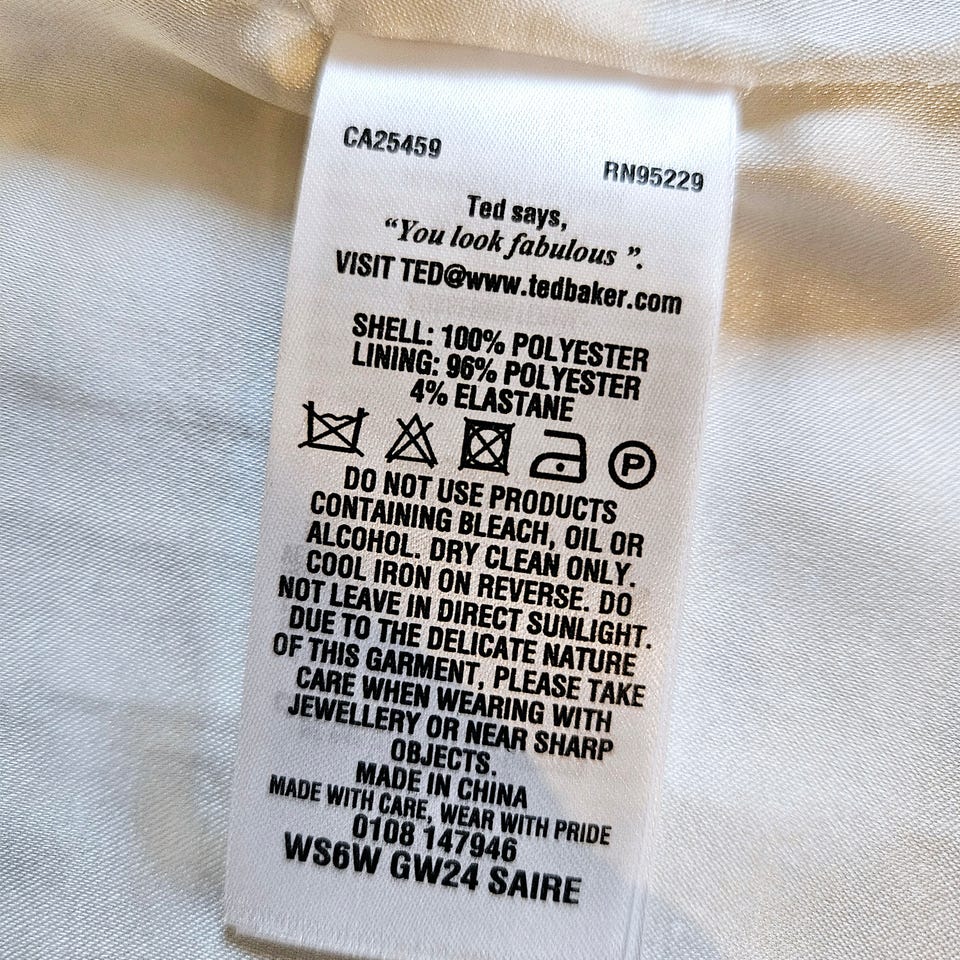 CA25459
RN95229
Ted says,
“You look fabulous ”.
VISIT TED@www.tedbaker.com
SHELL: 100% POLYESTER
LINING: 96% POLYESTER
4% ELASTANE
P
DO NOT USE PRODUCTS
CONTAINING BLEACH, OIL OR
ALCOHOL. DRY CLEAN ONLY.
COOL IRON ON REVERSE. DO
NOT LEAVE IN DIRECT SUNLIGHT.
DUE TO THE DELICATE NATURE
OF THIS GARMENT, PLEASE TAKE
CARE WHEN WEARING WITH
JEWELLERY OR NEAR SHARP
OBJECTS.
MADE IN CHINA
MADE WITH CARE, WEAR WITH PRIDE
0108 147946
WS6W GW24 SAIRE